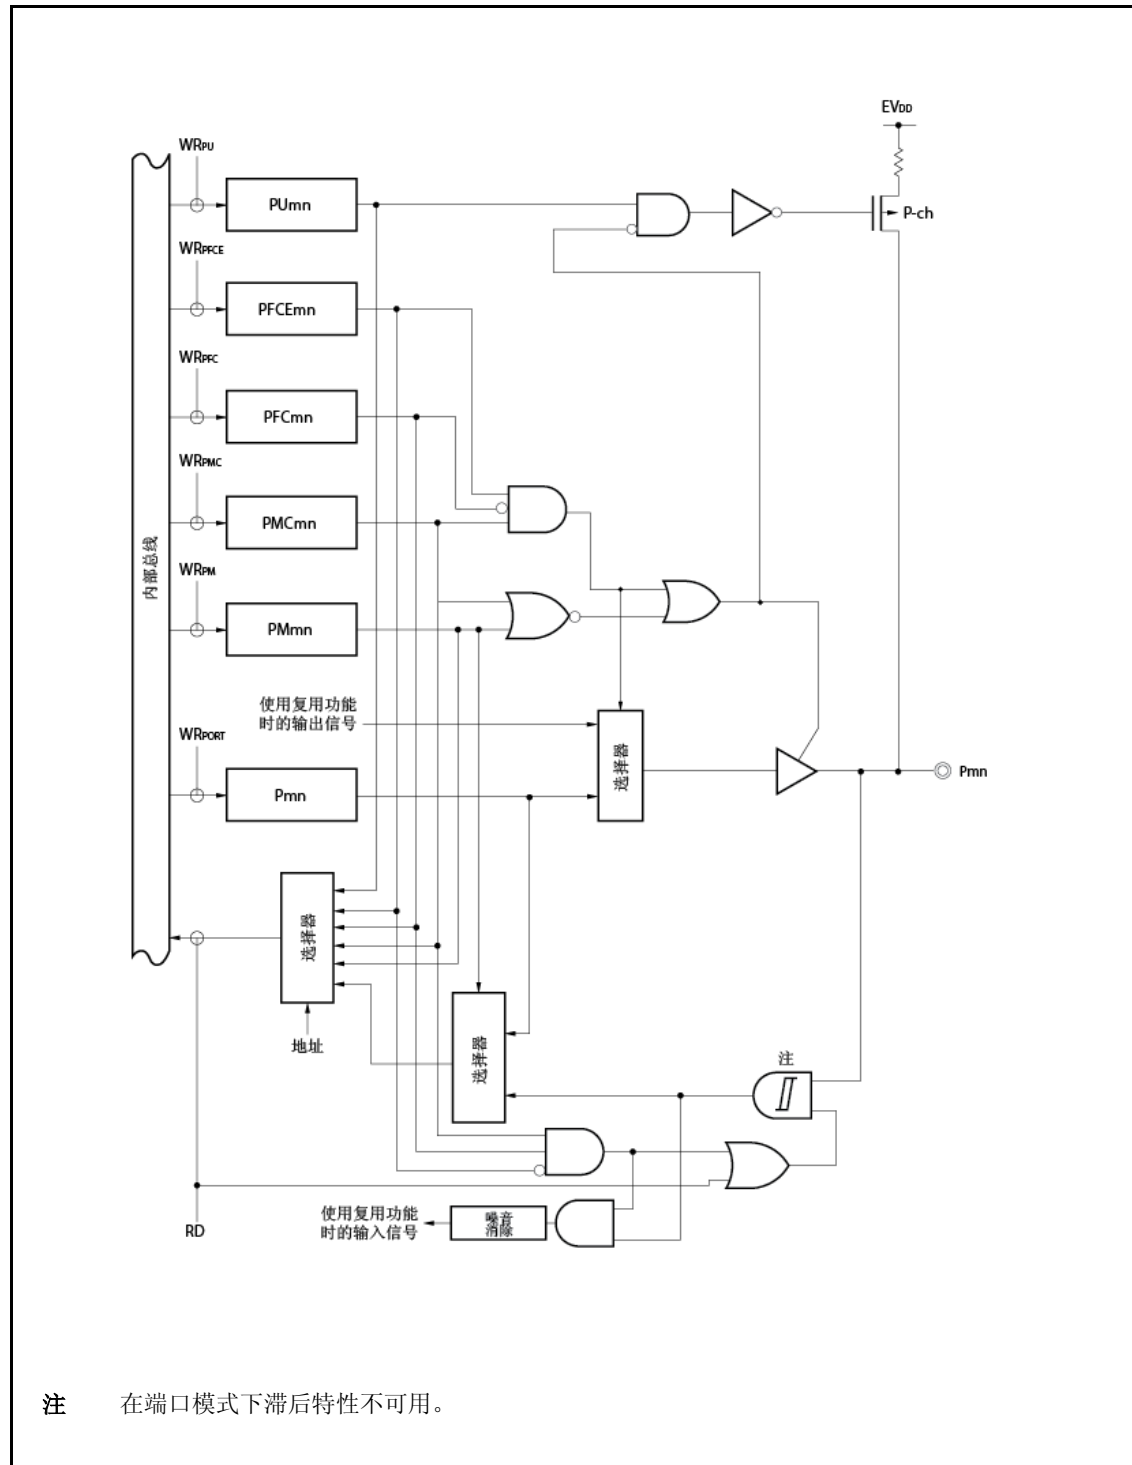 EVDD
WRPU
PUmn
P-ch
WRPFCE
PFCEmn
WRPFC
PFCmn
WRPMC
PMCmn
内部总线
WRPM
PMmn
使用复用功能
时的输出信号
选择器
WRPORT
Pmn
Pmn
选择器
地址
选择器
注
使用复用功能
时的输入信号
噪音
消除
RD
注 在端口模式下滞后特性不可用。